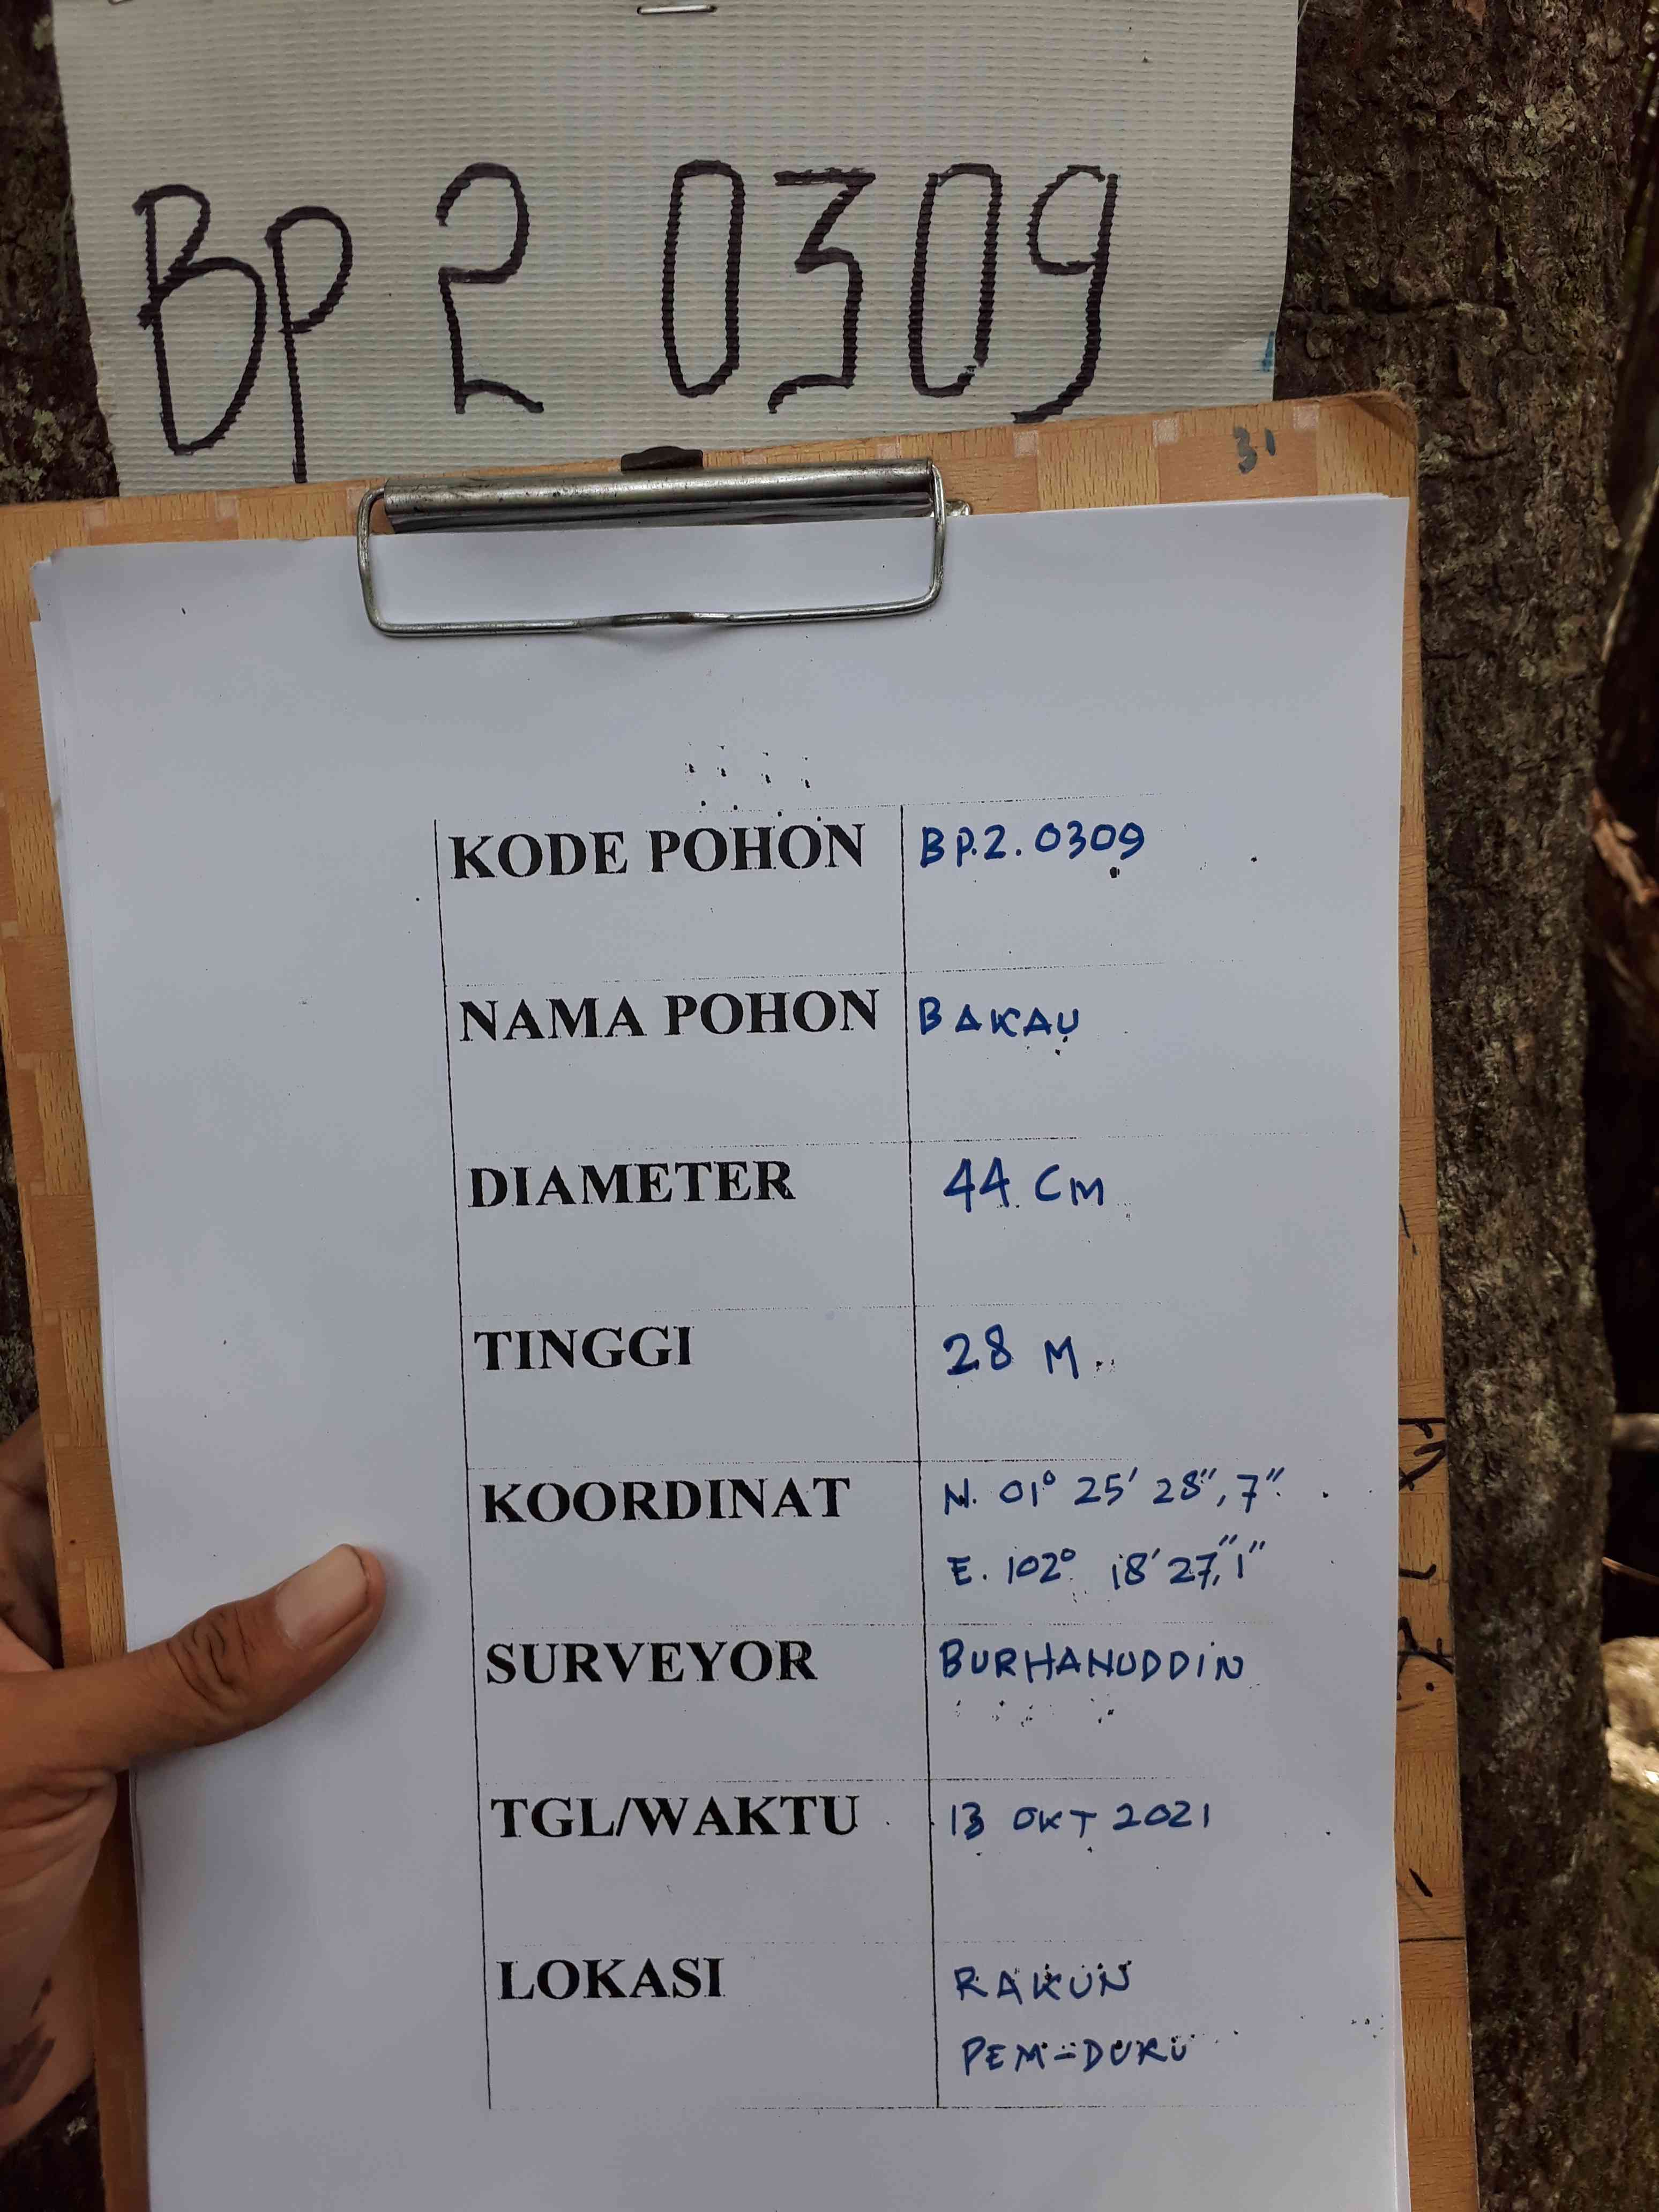 BP 2 0309
31
KODE POHON BP.2.0309
NAMA POHON BAKAU
DIAMETER 44 CM
TINGGI 28 M
KOORDINAT N. 01° 25' 28",7"
E. 102° 18' 27",1"
SURVEYOR BURHANUDDIN
TGL/WAKTU 13 OKT 2021
LOKASI RAKUN
PEM-DURU